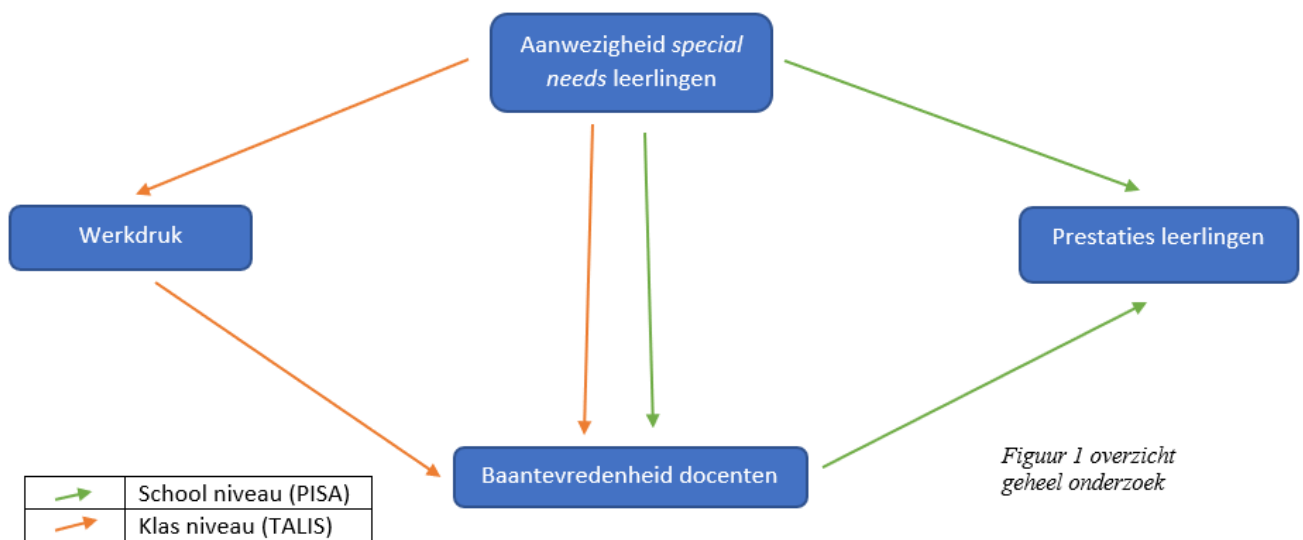 Aanwezigheid special
needs leerlingen
Werkdruk
Prestaties leerlingen
Baantevredenheid docenten
Figuur 1 overzicht
geheel onderzoek
School niveau (PISA)
Klas niveau (TALIS)